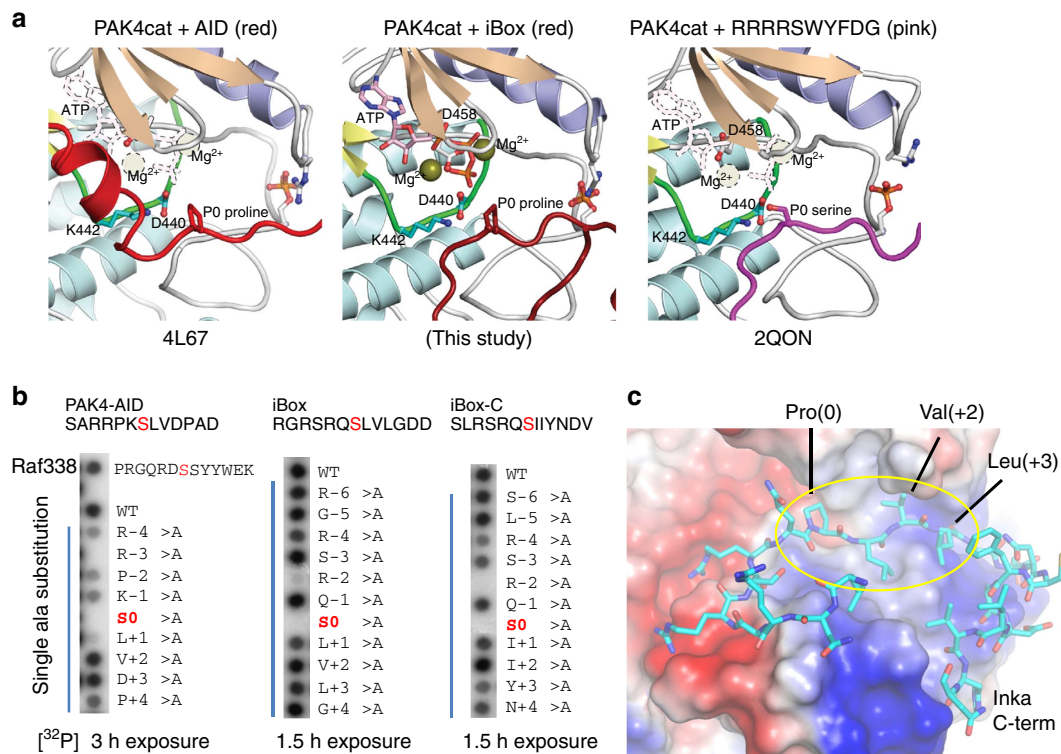 a
PAK4cat + AID (red)
PAK4cat + iBox (red)
PAK4cat + RRRRSWYFDG (pink)
ATP
Mg2+
Mg2+
P0 proline
D440
K442
4L67
ATP
D458
Mg2+
Mg2+
D440
P0 proline
K442
(This study)
ATP
D458
Mg2+
Mg2+
D440
P0 serine
K442
2QON
b
PAK4-AID
SARRPKSLVDPAD
iBox
RGRSRQSLVLGDD
iBox-C
SLRSRQSIIYNDV
Raf338
PRGQRDSSYYWEK
WT
R-4 >A
R-3 >A
P-2 >A
K-1 >A
S0
L+1 >A
V+2 >A
D+3 >A
P+4 >A
Single ala substitution
WT
R-6 >A
G-5 >A
R-4 >A
S-3 >A
R-2 >A
Q-1 >A
S0
L+1 >A
V+2 >A
L+3 >A
G+4 >A
WT
S-6 >A
L-5 >A
R-4 >A
S-3 >A
R-2 >A
Q-1 >A
S0
I+1 >A
I+2 >A
Y+3 >A
N+4 >A
[32P]
3 h exposure
1.5 h exposure
1.5 h exposure
c
Pro(0)
Val(+2)
Leu(+3)
Inka
C-term